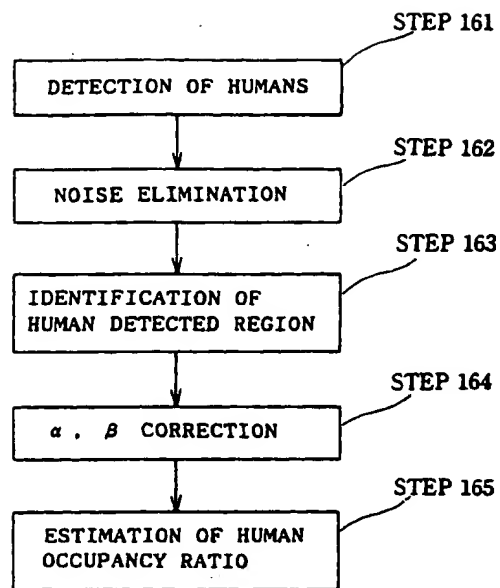 STEP 161
DETECTION OF HUMANS
STEP 162
NOISE ELIMINATION
STEP 163
IDENTIFICATION OF
HUMAN DETECTED REGION
STEP 164
α, β CORRECTION
STEP 165
ESTIMATION OF HUMAN
OCCUPANCY RATIO